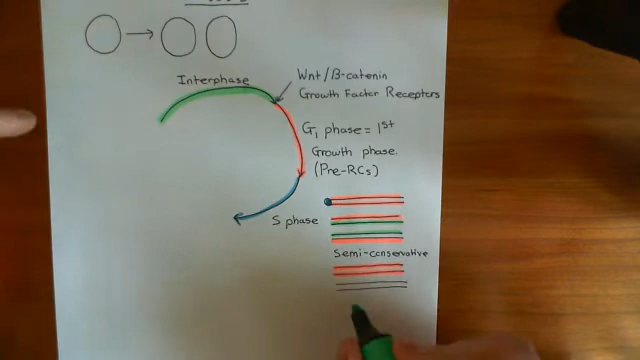 Interphase
Wnt/β-catenin
Growth Factor Receptors
G₁ phase = 1st
Growth phase.
(Pre-RCs)
S phase
Semi-conservative